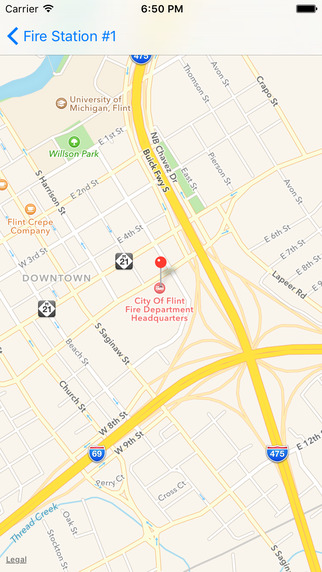 Carrier 6:50 PM
Fire Station #1
475
Thomson St
Avon St
Crapo St
University of
Michigan, Flint
E 1st St
NB Chavez Dr
Buick Fwy S
Willson Park
Pierson St
East St
S Harrison St
E 2nd St
Avon St
Flint Crepe
Company
E 4th St
E 6th St
W 3rd St
E 7th St
E 8th St
E 9
DOWNTOWN
21
Lapeer Rd
City Of Flint
Fire Department
Headquarters
21
S Saginaw St
Beach St
Church St
W 8th St
W 9th St
69
475
E 12th
Perry Ct
Cross Ct
Thread Creek
Oak St
Stockton St
S Sagin
Legal